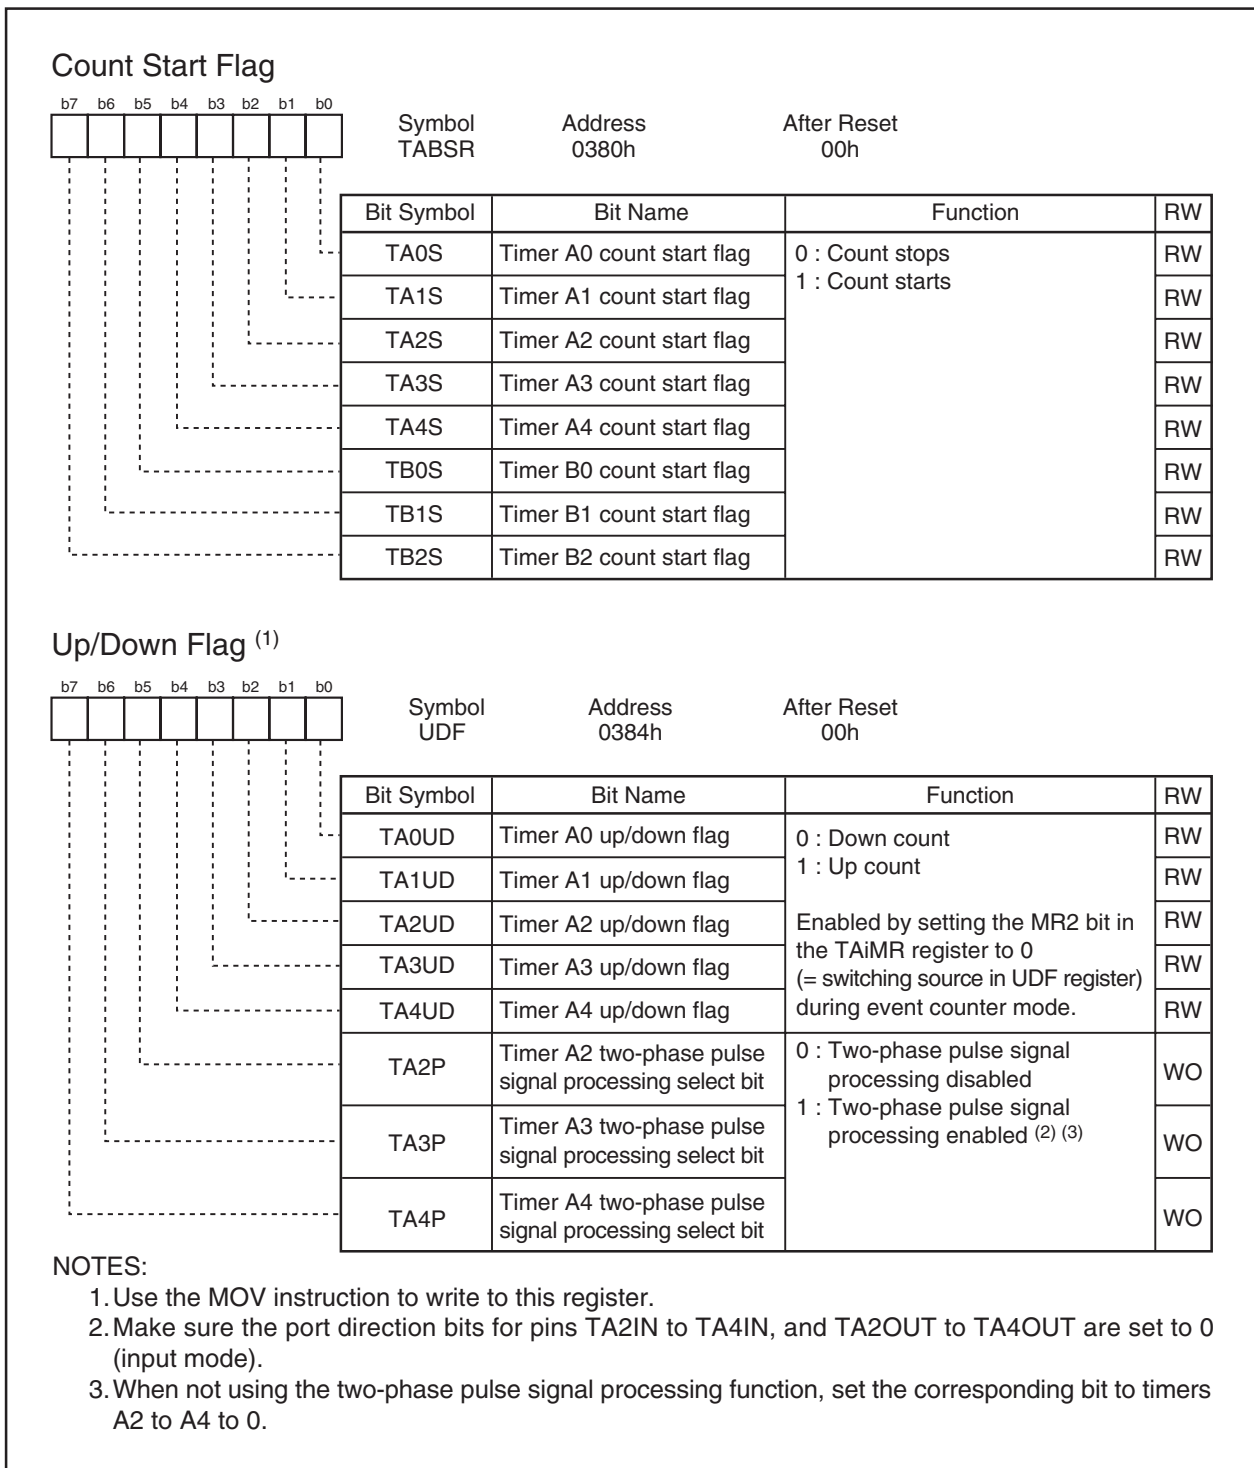 Count Start Flag
b7 b6 b5 b4 b3 b2 b1 b0
Symbol Address After Reset
TABSR 0380h 00h
Bit Symbol Bit Name Function RW
TA0S Timer A0 count start flag 0 : Count stops RW
1 : Count starts
TA1S Timer A1 count start flag RW
TA2S Timer A2 count start flag RW
TA3S Timer A3 count start flag RW
TA4S Timer A4 count start flag RW
TB0S Timer B0 count start flag RW
TB1S Timer B1 count start flag RW
TB2S Timer B2 count start flag RW
Up/Down Flag (1)
b7 b6 b5 b4 b3 b2 b1 b0
Symbol Address After Reset
UDF 0384h 00h
Bit Symbol Bit Name Function RW
TA0UD Timer A0 up/down flag 0 : Down count RW
1 : Up count
TA1UD Timer A1 up/down flag RW
TA2UD Timer A2 up/down flag Enabled by setting the MR2 bit in RW
the TAiMR register to 0
TA3UD Timer A3 up/down flag (= switching source in UDF register) RW
TA4UD Timer A4 up/down flag during event counter mode. RW
TA2P Timer A2 two-phase pulse 0 : Two-phase pulse signal WO
signal processing select bit processing disabled
1 : Two-phase pulse signal
TA3P Timer A3 two-phase pulse processing enabled (2) (3) WO
signal processing select bit
TA4P Timer A4 two-phase pulse WO
signal processing select bit
NOTES:
1. Use the MOV instruction to write to this register.
2. Make sure the port direction bits for pins TA2IN to TA4IN, and TA2OUT to TA4OUT are set to 0
(input mode).
3. When not using the two-phase pulse signal processing function, set the corresponding bit to timers
A2 to A4 to 0.